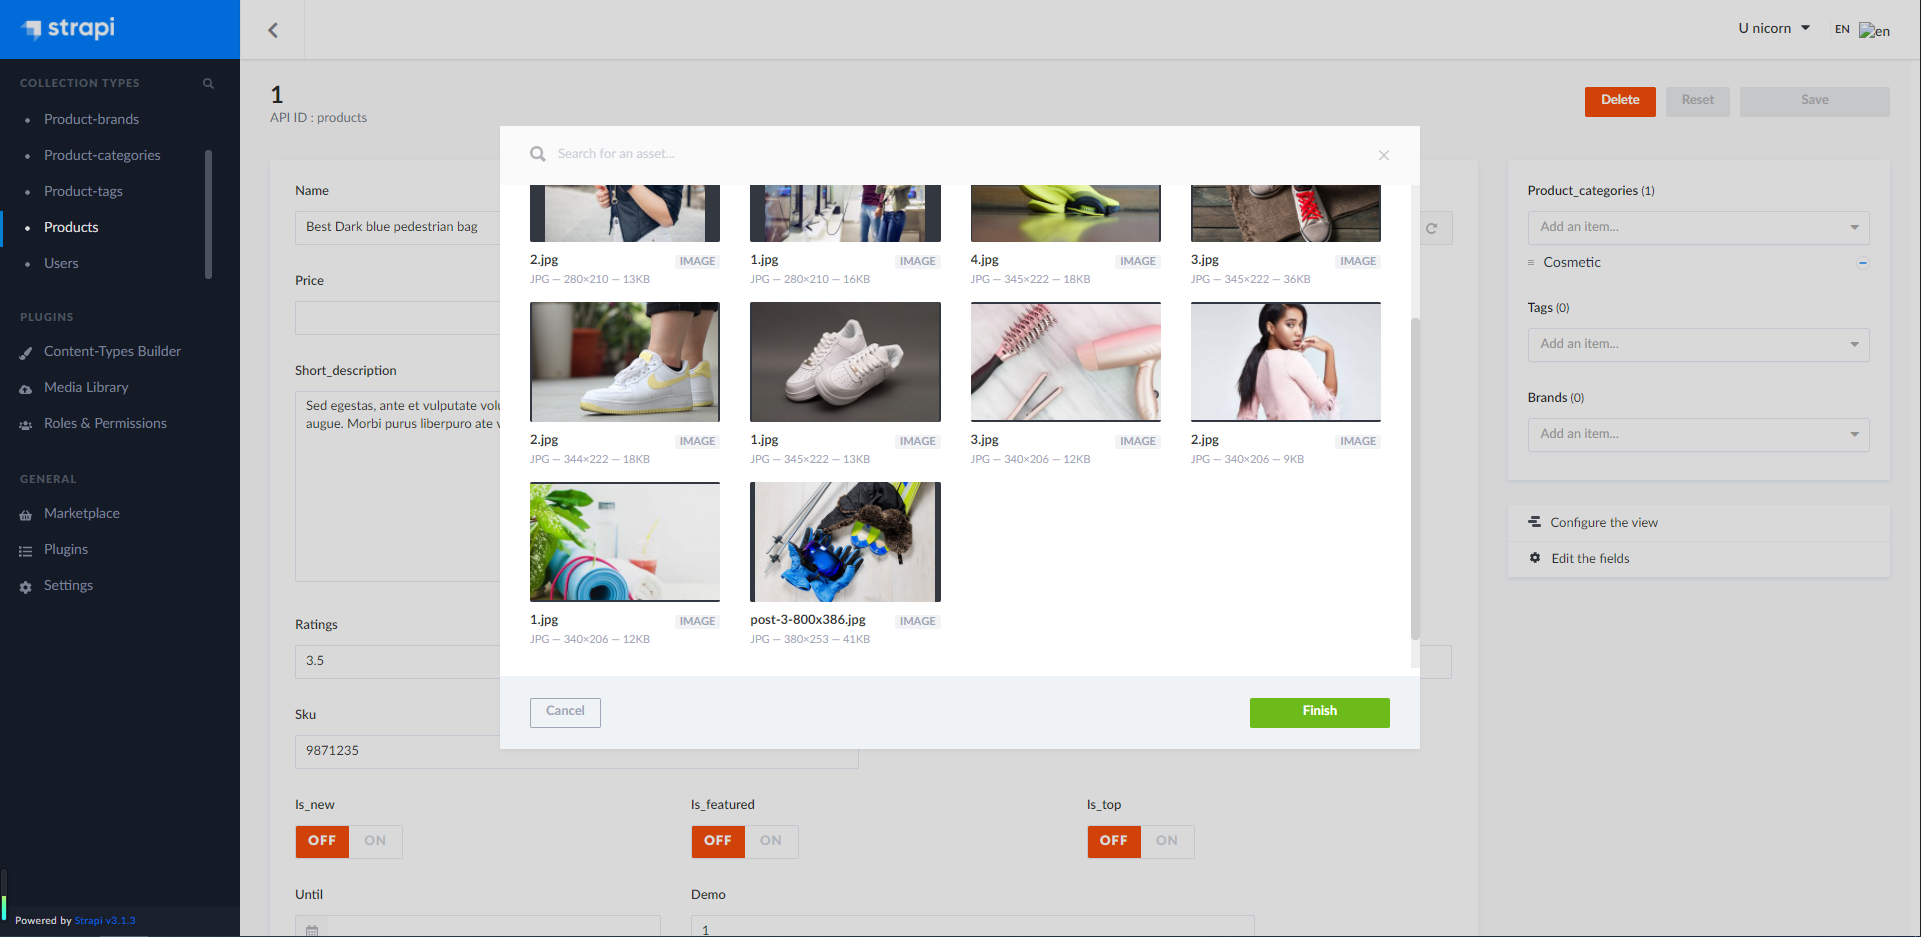 strapi
U nicorn
EN
en
COLLECTION TYPES
Product-brands
Product-categories
Product-tags
Products
Users
PLUGINS
Content-Types Builder
Media Library
Roles & Permissions
GENERAL
Marketplace
Plugins
Settings
Powered by Strapi v3.1.3
1
API ID : products
Delete
Reset
Save
Name
Best Dark blue pedestrian bag
Price
Short_description
Sed egestas, ante et vulputate
augue. Morbi purus liberpuro ate
Ratings
3.5
Sku
9871235
Is_new
Is_featured
Is_top
OFF ON
OFF ON
OFF ON
Until
Demo
1
Search for an asset...
2.jpg IMAGE
JPG — 280×210 — 13KB
1.jpg IMAGE
JPG — 280×210 — 16KB
4.jpg IMAGE
JPG — 345×222 — 18KB
3.jpg IMAGE
JPG — 345×222 — 36KB
2.jpg IMAGE
JPG — 344×222 — 18KB
1.jpg IMAGE
JPG — 345×222 — 13KB
3.jpg IMAGE
JPG — 340×206 — 12KB
2.jpg IMAGE
JPG — 340×206 — 9KB
1.jpg IMAGE
JPG — 340×206 — 12KB
post-3-800x386.jpg IMAGE
JPG — 380×253 — 41KB
Cancel
Finish
Product_categories (1)
Add an item...
Cosmetic
Tags (0)
Add an item...
Brands (0)
Add an item...
Configure the view
Edit the fields